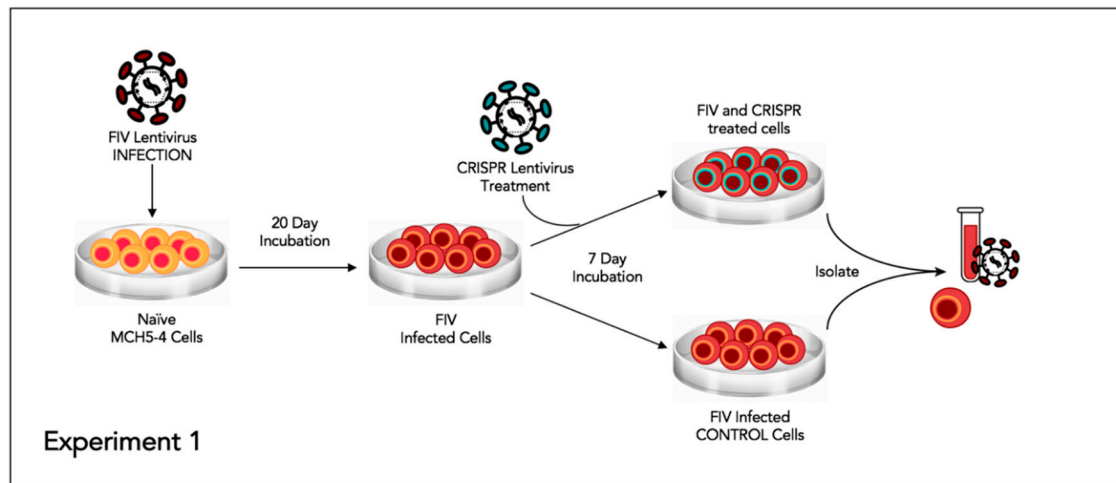 FIV Lentivirus
INFECTION
Naïve
MCH5-4 Cells
20 Day
Incubation
FIV
Infected Cells
CRISPR Lentivirus
Treatment
7 Day
Incubation
FIV and CRISPR
treated cells
FIV Infected
CONTROL Cells
Isolate
Experiment 1